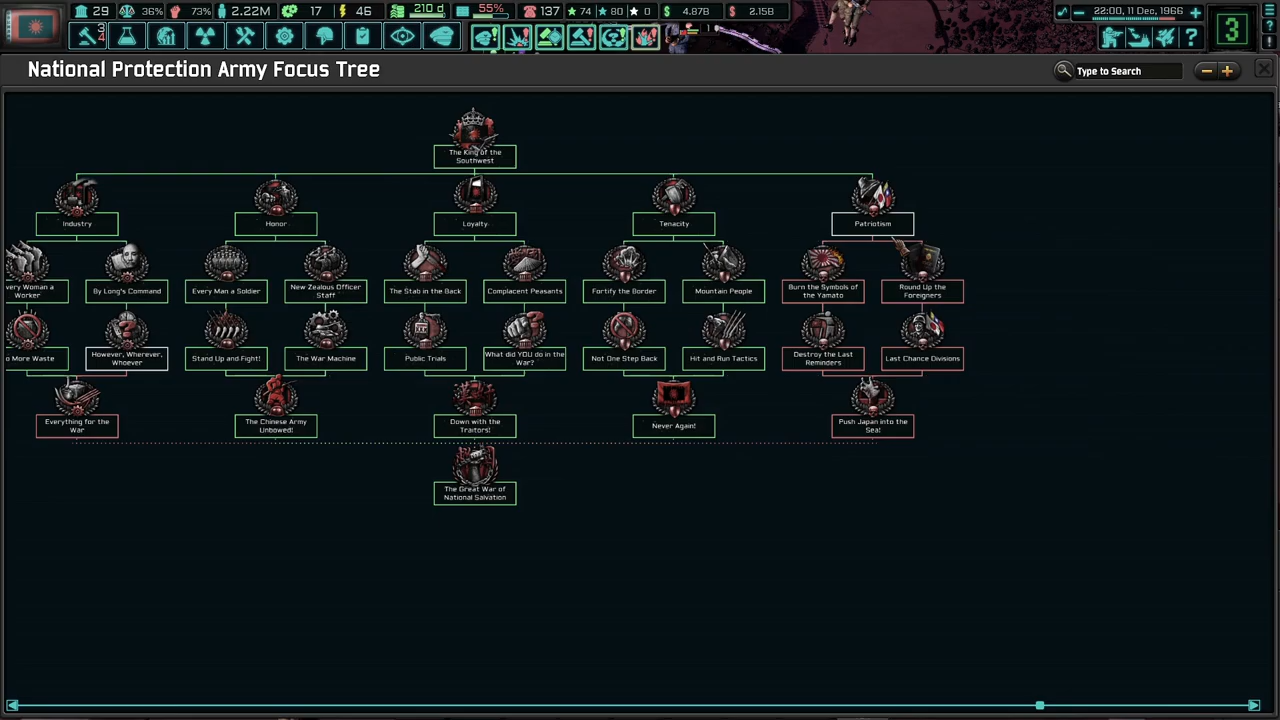 29 36% 73% 2.22M 17 46 210 d 55% 137 74 80 0 4.87B 2.15B 22:00, 11 Dec, 1966
3
National Protection Army Focus Tree
Type to Search
The King of the
Southwest
Industry Honor Loyalty Tenacity Patriotism
very Woman a
Worker
By Long's Command
Every Man a Soldier
New Zealous Officer
Staff
The Stab in the Back
Complacent Peasants
Fortify the Border
Mountain People
Burn the Symbols of
the Yamato
Round Up the
Foreigners
o More Waste
However, Wherever,
Whoever
Stand Up and Fight!
The War Machine
Public Trials
What did YOU do in the
War?
Not One Step Back
Hit and Run Tactics
Destroy the Last
Reminders
Last Chance Divisions
Everything for the
War
The Chinese Army
Unbowed!
Down with the
Traitors!
Never Again!
Push Japan into the
Sea!
The Great War of
National Salvation